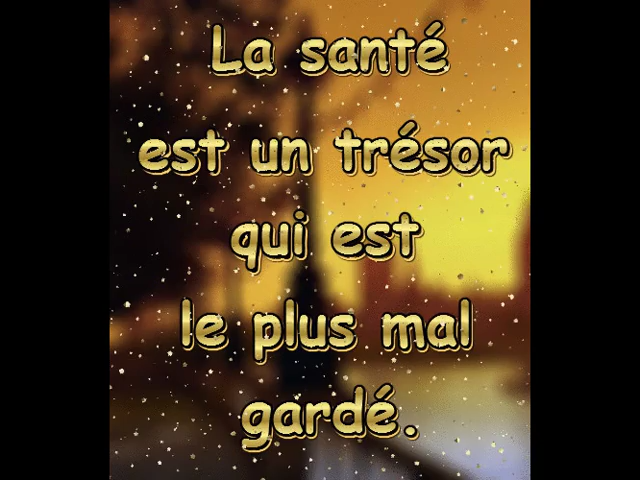 La santé
est un trésor
qui est
le plus mal
gardé.